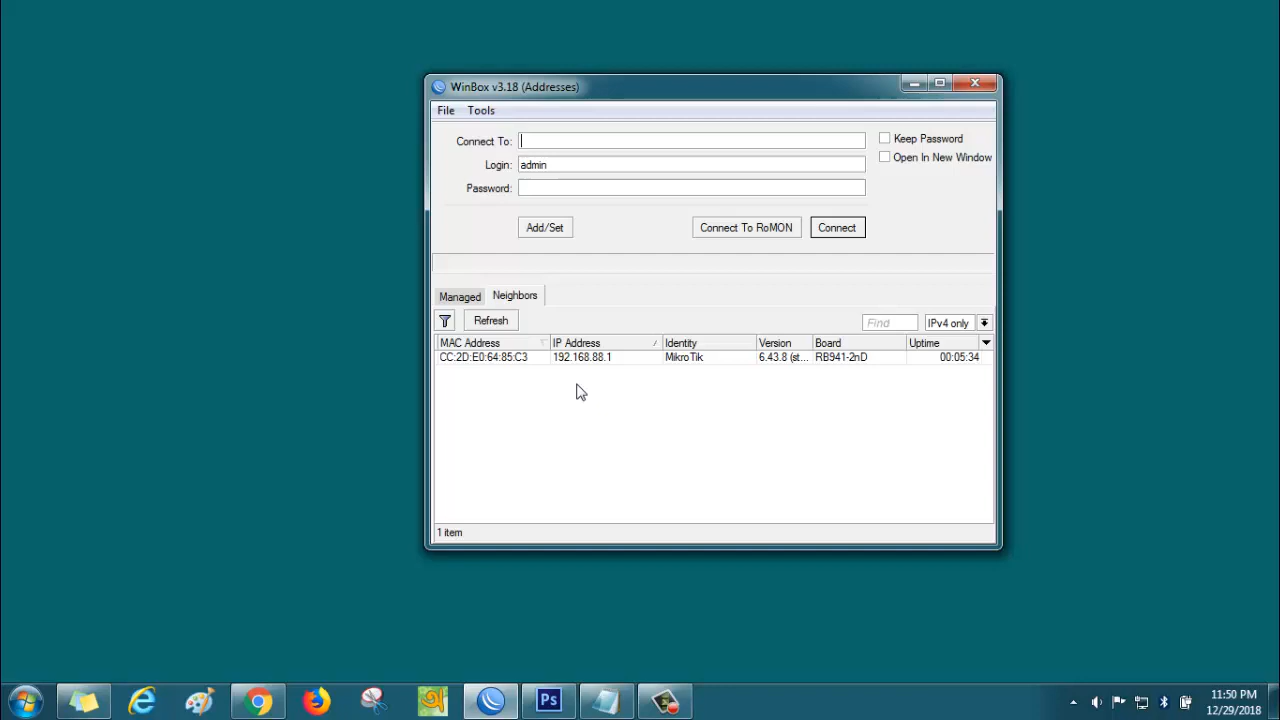 WinBox v3.18 (Addresses)
File Tools
Connect To:
Keep Password
Login: admin
Open In New Window
Password:
Add/Set Connect To RoMON Connect
Managed Neighbors
Refresh Find IPv4 only
MAC Address IP Address Identity Version Board Uptime
CC:2D:E0:64:85:C3 192.168.88.1 MikroTik 6.43.8 (st... RB941-2nD 00:05:34
1 item
Ps
11:50 PM
12/29/2018